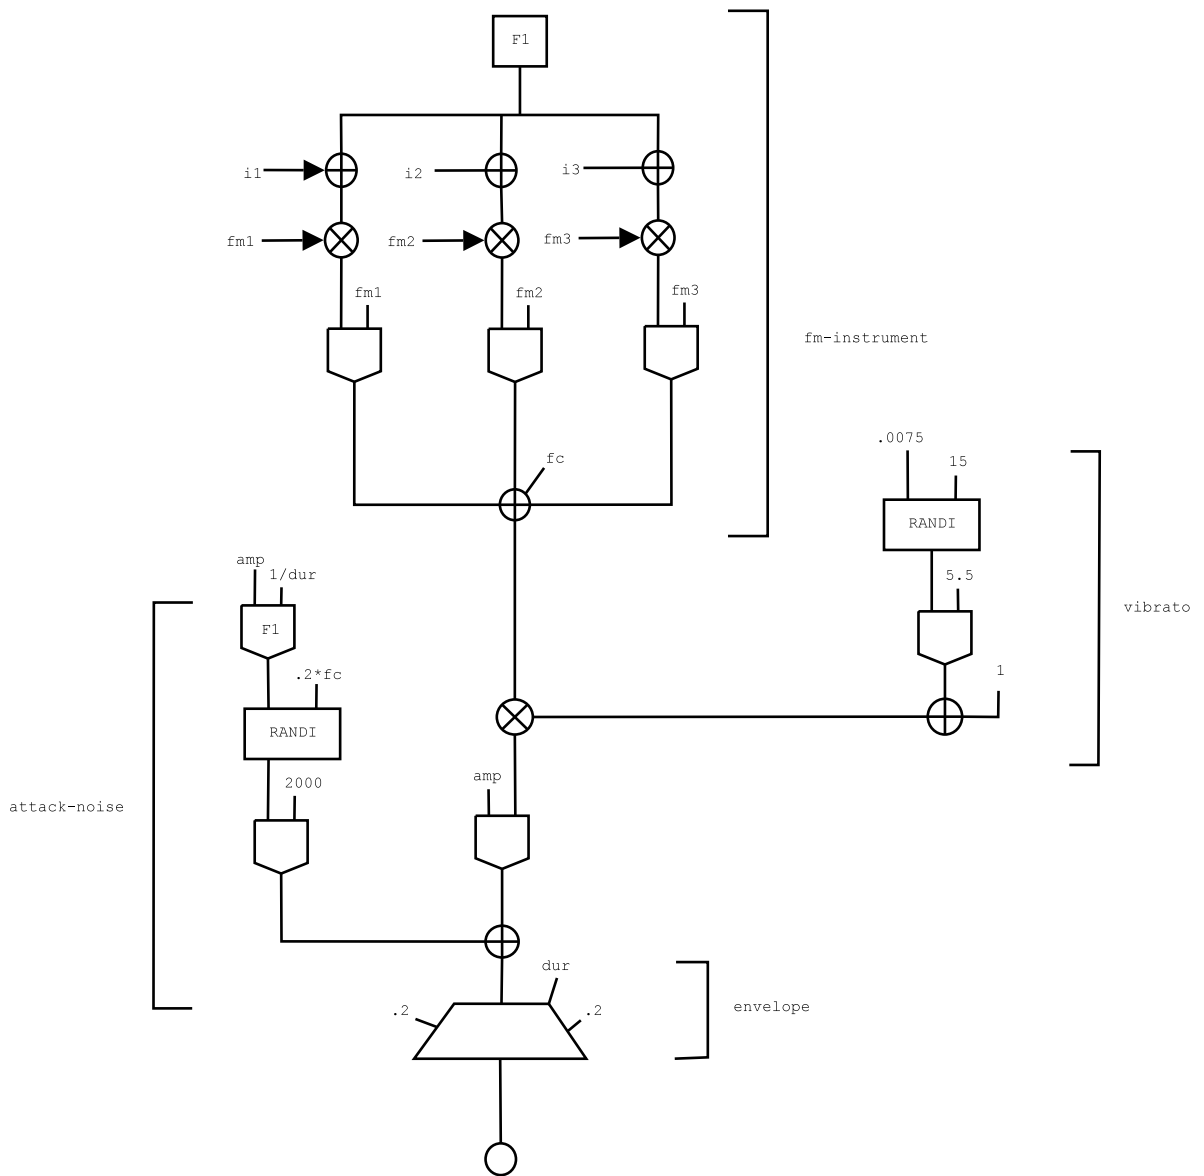 F1
i1
i2
i3
fm1
fm2
fm3
fm1
fm2
fm3
fm-instrument
.0075
15
fc
RANDI
amp
1/dur
5.5
vibrato
F1
.2*fc
1
RANDI
amp
2000
attack-noise
dur
.2
.2
envelope